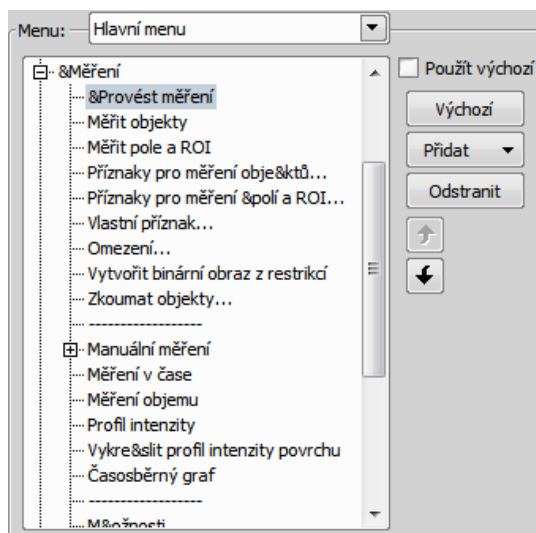 Menu: Hlavní menu
&Měření
&Provést měření
Měřit objekty
Měřit pole a ROI
Příznaky pro měření obje&ktů...
Příznaky pro měření &polí a ROI...
Vlastní příznak...
Omezení...
Vytvořit binární obraz z restrikcí
Zkoumat objekty...
------------------
Manuální měření
Měření v čase
Měření objemu
Profil intenzity
Vykre&slit profil intenzity povrchu
Časosběrný graf
------------------
M&ožnosti
Použít výchozí
Výchozí
Přidat
Odstranit